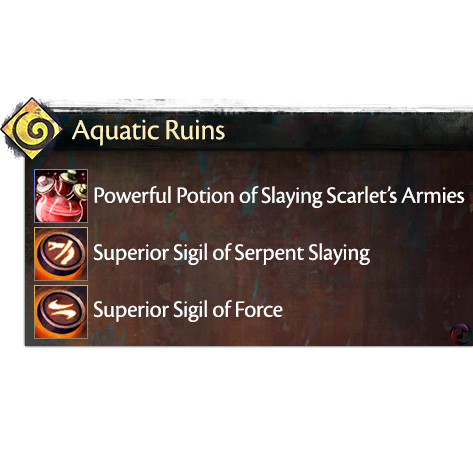 Aquatic Ruins
Powerful Potion of Slaying Scarlet's Armies
Superior Sigil of Serpent Slaying
Superior Sigil of Force